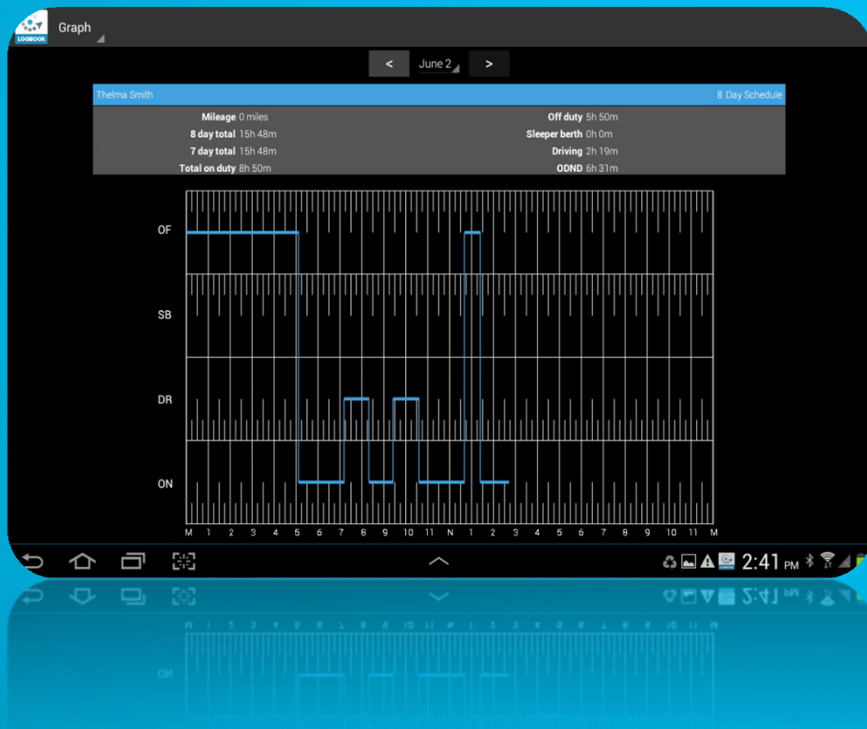 LOGBOOK
Graph
< June 2 >
Thelma Smith 8 Day Schedule
Mileage 0 miles Off duty 5h 50m
8 day total 15h 48m Sleeper berth 0h 0m
7 day total 15h 48m Driving 2h 19m
Total on duty 8h 50m ODND 6h 31m
OF
SB
DR
ON
M 1 2 3 4 5 6 7 8 9 10 11 N 1 2 3 4 5 6 7 8 9 10 11 M
2:41 PM